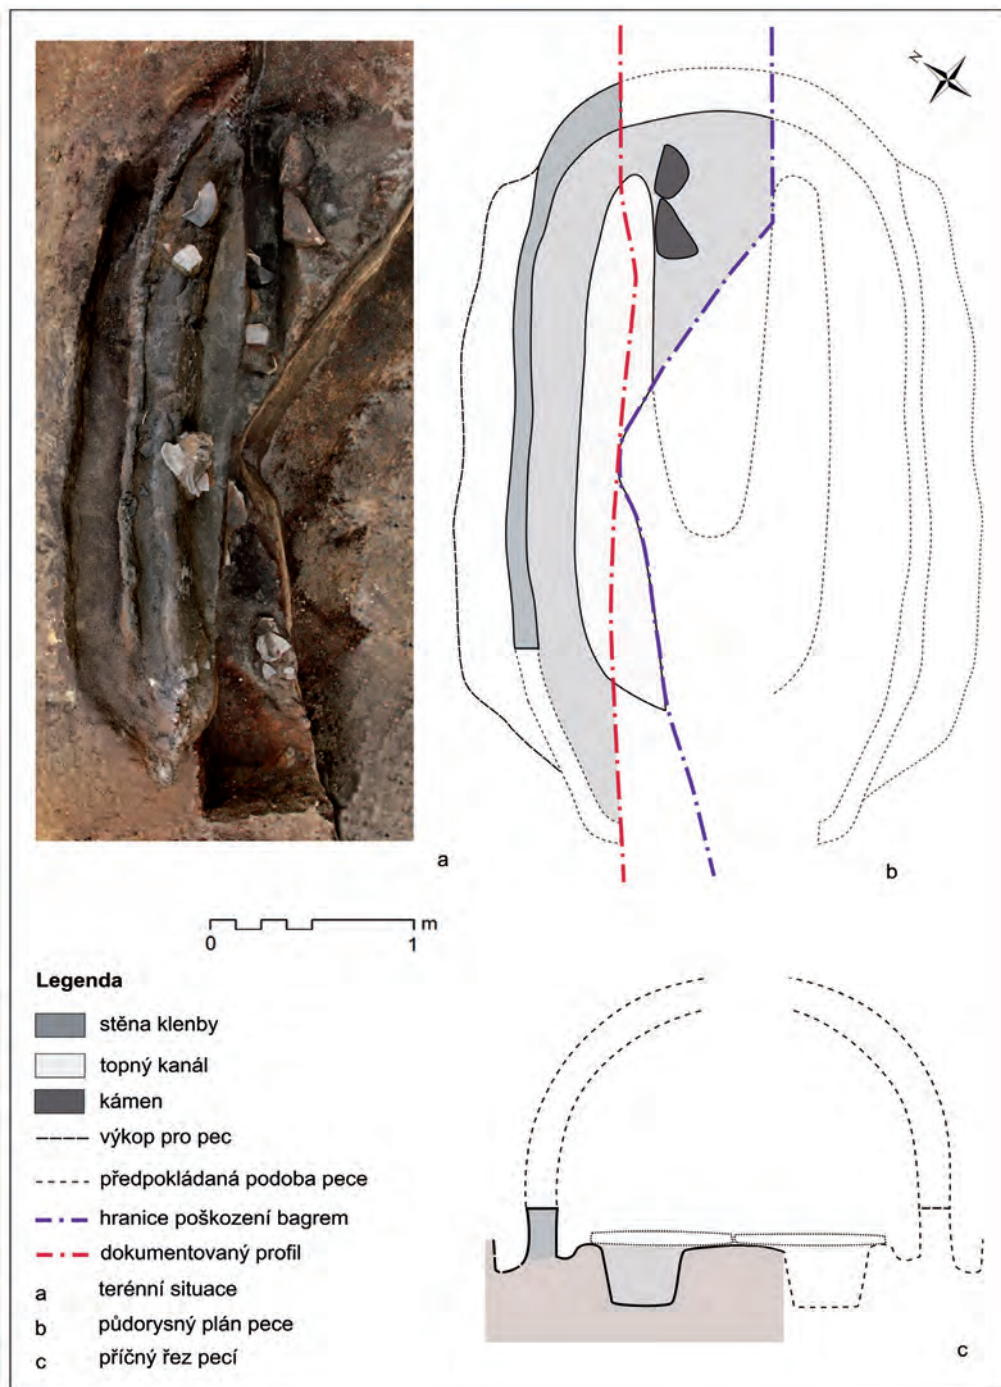 N
a
b
0 1 m
Legenda
stěna klenby
topný kanál
kámen
výkop pro pec
předpokládaná podoba pece
hranice poškození bagrem
dokumentovaný profil
a terénní situace
b půdorysný plán pece
c příčný řez pecí
c